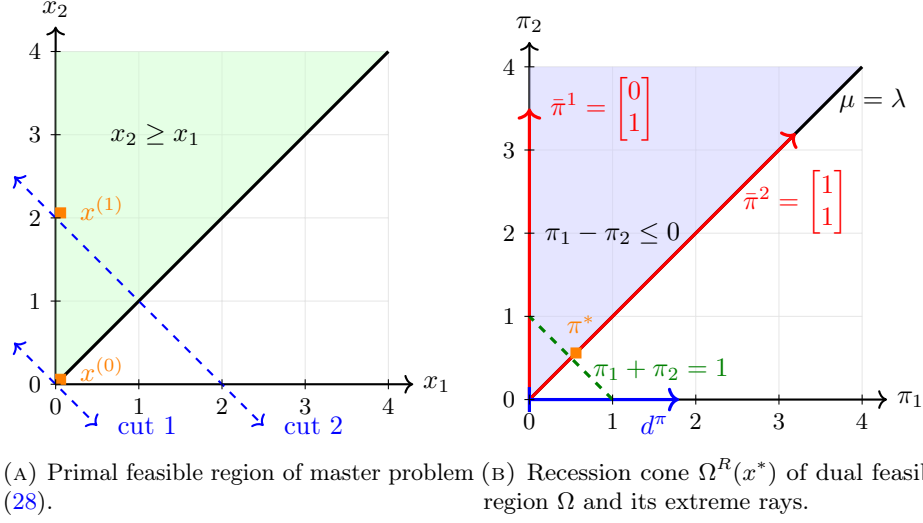 x₂
4
3
2
1
0
x₂ ≥ x₁
x⁽¹⁾
x⁽⁰⁾
x₁
0 1 2 3 4
cut 1
cut 2
(A) Primal feasible region of master problem
(28).
π₂
4
3
2
1
0
π̄¹ = [0 1]
μ = λ
π̄² = [1 1]
π₁ − π₂ ≤ 0
π*
π₁ + π₂ = 1
π₁
0 1 2 3 4
d^π
(B) Recession cone Ω^R(x*) of dual feasi
region Ω and its extreme rays.